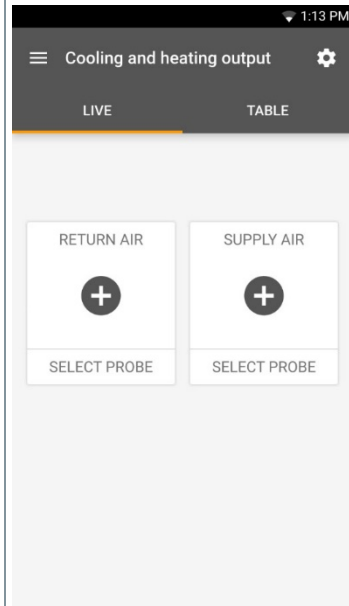 1:13 PM
Cooling and heating output
LIVE TABLE
RETURN AIR SUPPLY AIR
SELECT PROBE SELECT PROBE